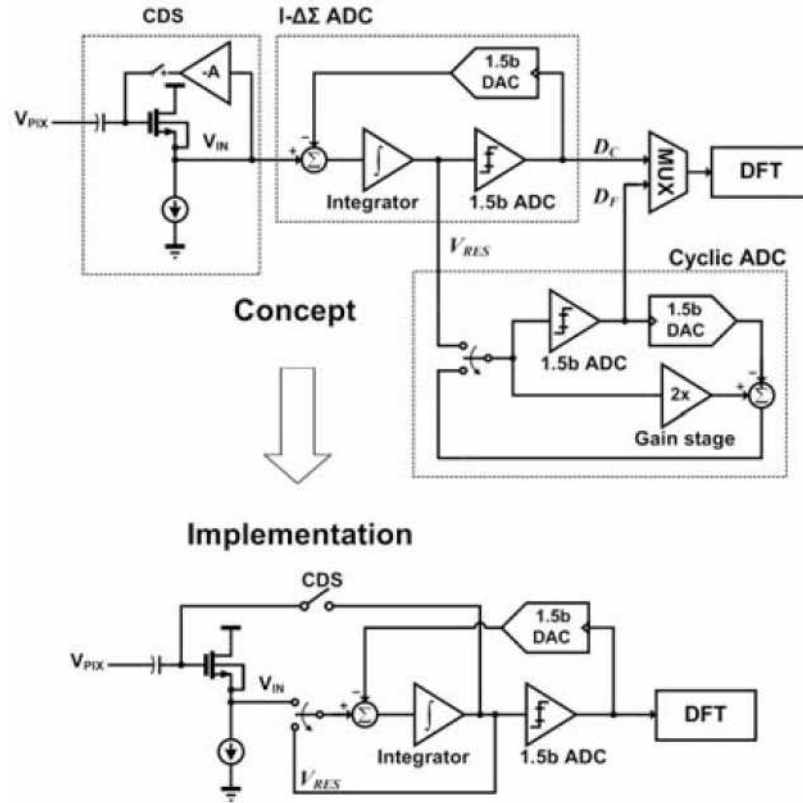 CDS
I-ΔΣ ADC
1.5b
DAC
-A
V_PIX
V_IN
+
−
Σ
∫
Integrator
1.5b ADC
D_C
D_F
MUX
DFT
V_RES
Cyclic ADC
Concept
1.5b ADC
1.5b
DAC
2x
Gain stage
−
+
Σ
Implementation
CDS
1.5b
DAC
V_PIX
V_IN
+
−
Σ
∫
Integrator
1.5b ADC
DFT
V_RES